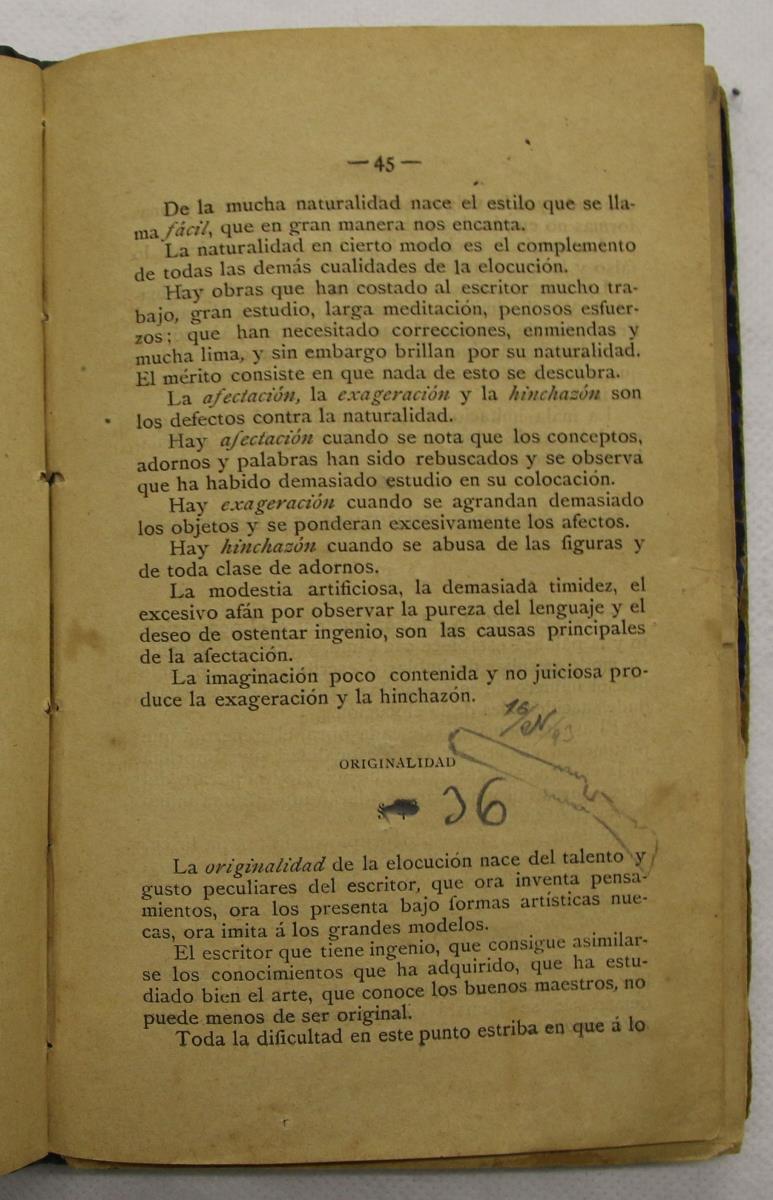 — 45 —
De la mucha naturalidad nace el estilo que se lla-
ma fácil, que en gran manera nos encanta.
La naturalidad en cierto modo es el complemento
de todas las demás cualidades de la elocución.
Hay obras que han costado al escritor mucho tra-
bajo, gran estudio, larga meditación, penosos esfuer-
zos; que han necesitado correcciones, enmiendas y
mucha lima, y sin embargo brillan por su naturalidad.
El mérito consiste en que nada de esto se descubra.
La afectación, la exageración y la hinchazón son
los defectos contra la naturalidad.
Hay afectación cuando se nota que los conceptos,
adornos y palabras han sido rebuscados y se observa
que ha habido demasiado estudio en su colocación.
Hay exageración cuando se agrandan demasiado
los objetos y se ponderan excesivamente los afectos.
Hay hinchazón cuando se abusa de las figuras y
de toda clase de adornos.
La modestia artificiosa, la demasiada timidez, el
excesivo afán por observar la pureza del lenguaje y el
deseo de ostentar ingenio, son las causas principales
de la afectación.
La imaginación poco contenida y no juiciosa pro-
duce la exageración y la hinchazón.
ORIGINALIDAD
§ 36
La originalidad de la elocución nace del talento y
gusto peculiares del escritor, que ora inventa pensa-
mientos, ora los presenta bajo formas artísticas nue-
cas, ora imita á los grandes modelos.
El escritor que tiene ingenio, que consigue asimilar-
se los conocimientos que ha adquirido, que ha estu-
diado bien el arte, que conoce los buenos maestros, no
puede menos de ser original.
Toda la dificultad en este punto estriba en que á lo